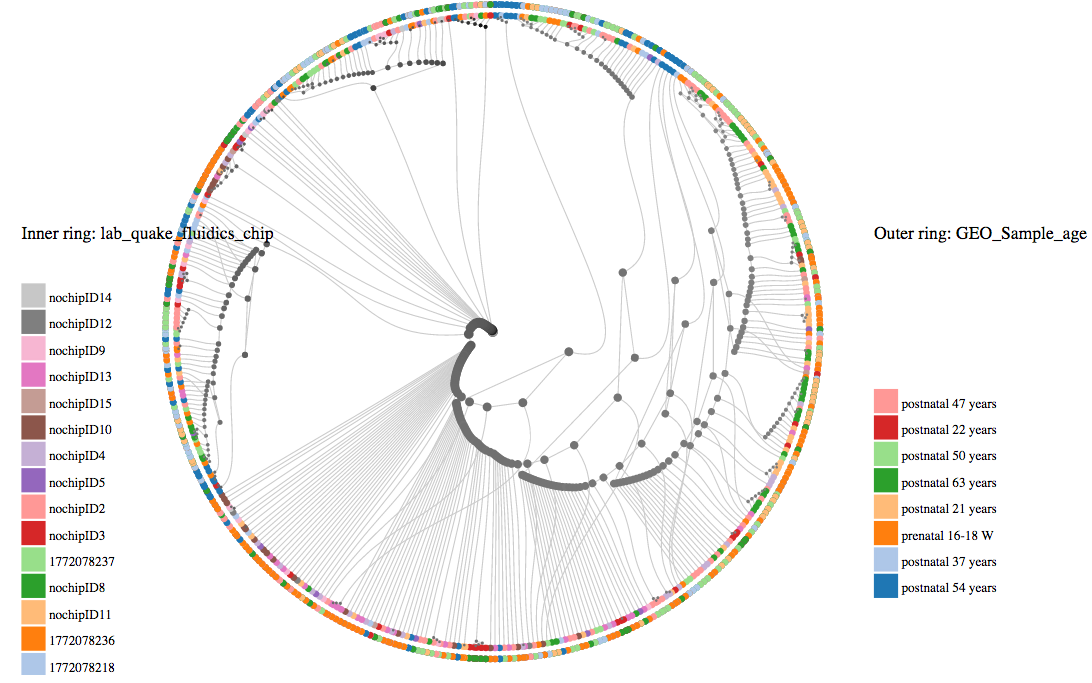 Inner ring: lab_quake_fluidics_chip
nochipID14
nochipID12
nochipID9
nochipID13
nochipID15
nochipID10
nochipID4
nochipID5
nochipID2
nochipID3
1772078237
nochipID8
nochipID11
1772078236
1772078218
Outer ring: GEO_Sample_age
postnatal 47 years
postnatal 22 years
postnatal 50 years
postnatal 63 years
postnatal 21 years
prenatal 16-18 W
postnatal 37 years
postnatal 54 years